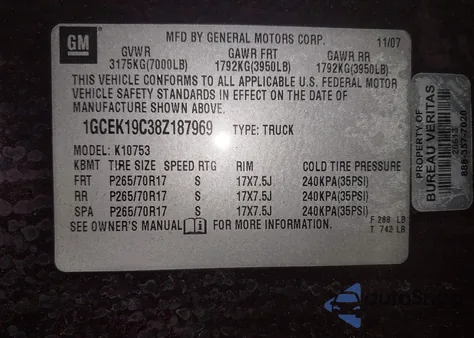 GM
MFD BY GENERAL MOTORS CORP. 11/07
GVWR GAWR FRT GAWR RR
3175KG(7000LB) 1792KG(3950LB) 1792KG(3950LB)
THIS VEHICLE CONFORMS TO ALL APPLICABLE U.S. FEDERAL MOTOR
VEHICLE SAFETY STANDARDS IN EFFECT ON THE DATE OF
MANUFACTURE SHOWN ABOVE.
1GCEK19C38Z187969 TYPE: TRUCK
MODEL: K10753
KBMT TIRE SIZE SPEED RTG RIM COLD TIRE PRESSURE
FRT P265/70R17 S 17X7.5J 240KPA(35PSI)
RR P265/70R17 S 17X7.5J 240KPA(35PSI)
SPA P265/70R17 S 17X7.5J 240KPA(35PSI)
SEE OWNER'S MANUAL FOR MORE INFORMATION.
F 288 LB
T 742 LB
PROPERTY OF
BUREAU VERITAS